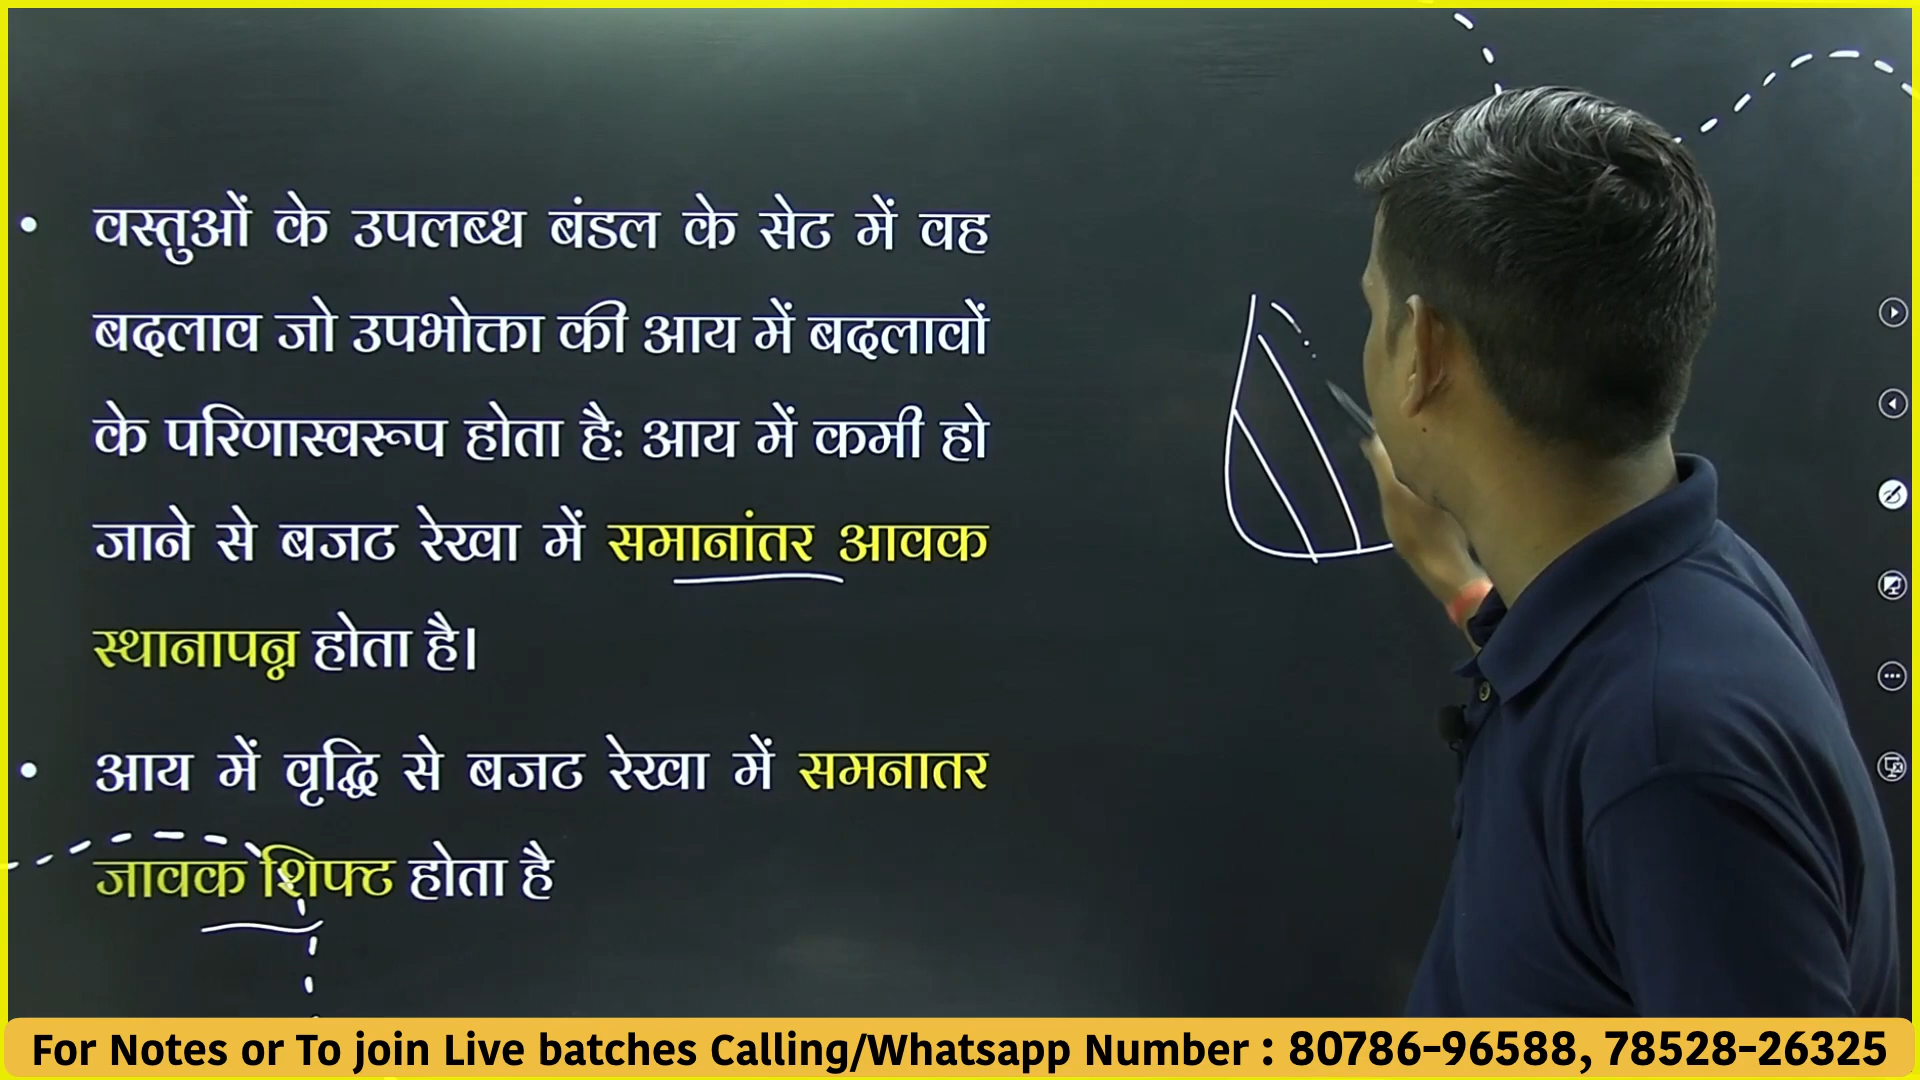 • वस्तुओं के उपलब्ध बंडल के सेट में वह
बदलाव जो उपभोक्ता की आय में बदलावों
के परिणास्वरूप होता है: आय में कमी हो
जाने से बजट रेखा में समानांतर आवक
स्थानापन्न होता है।
• आय में वृद्धि से बजट रेखा में समनातर
जावक शिफ्ट होता है
For Notes or To join Live batches Calling/Whatsapp Number : 80786-96588, 78528-26325